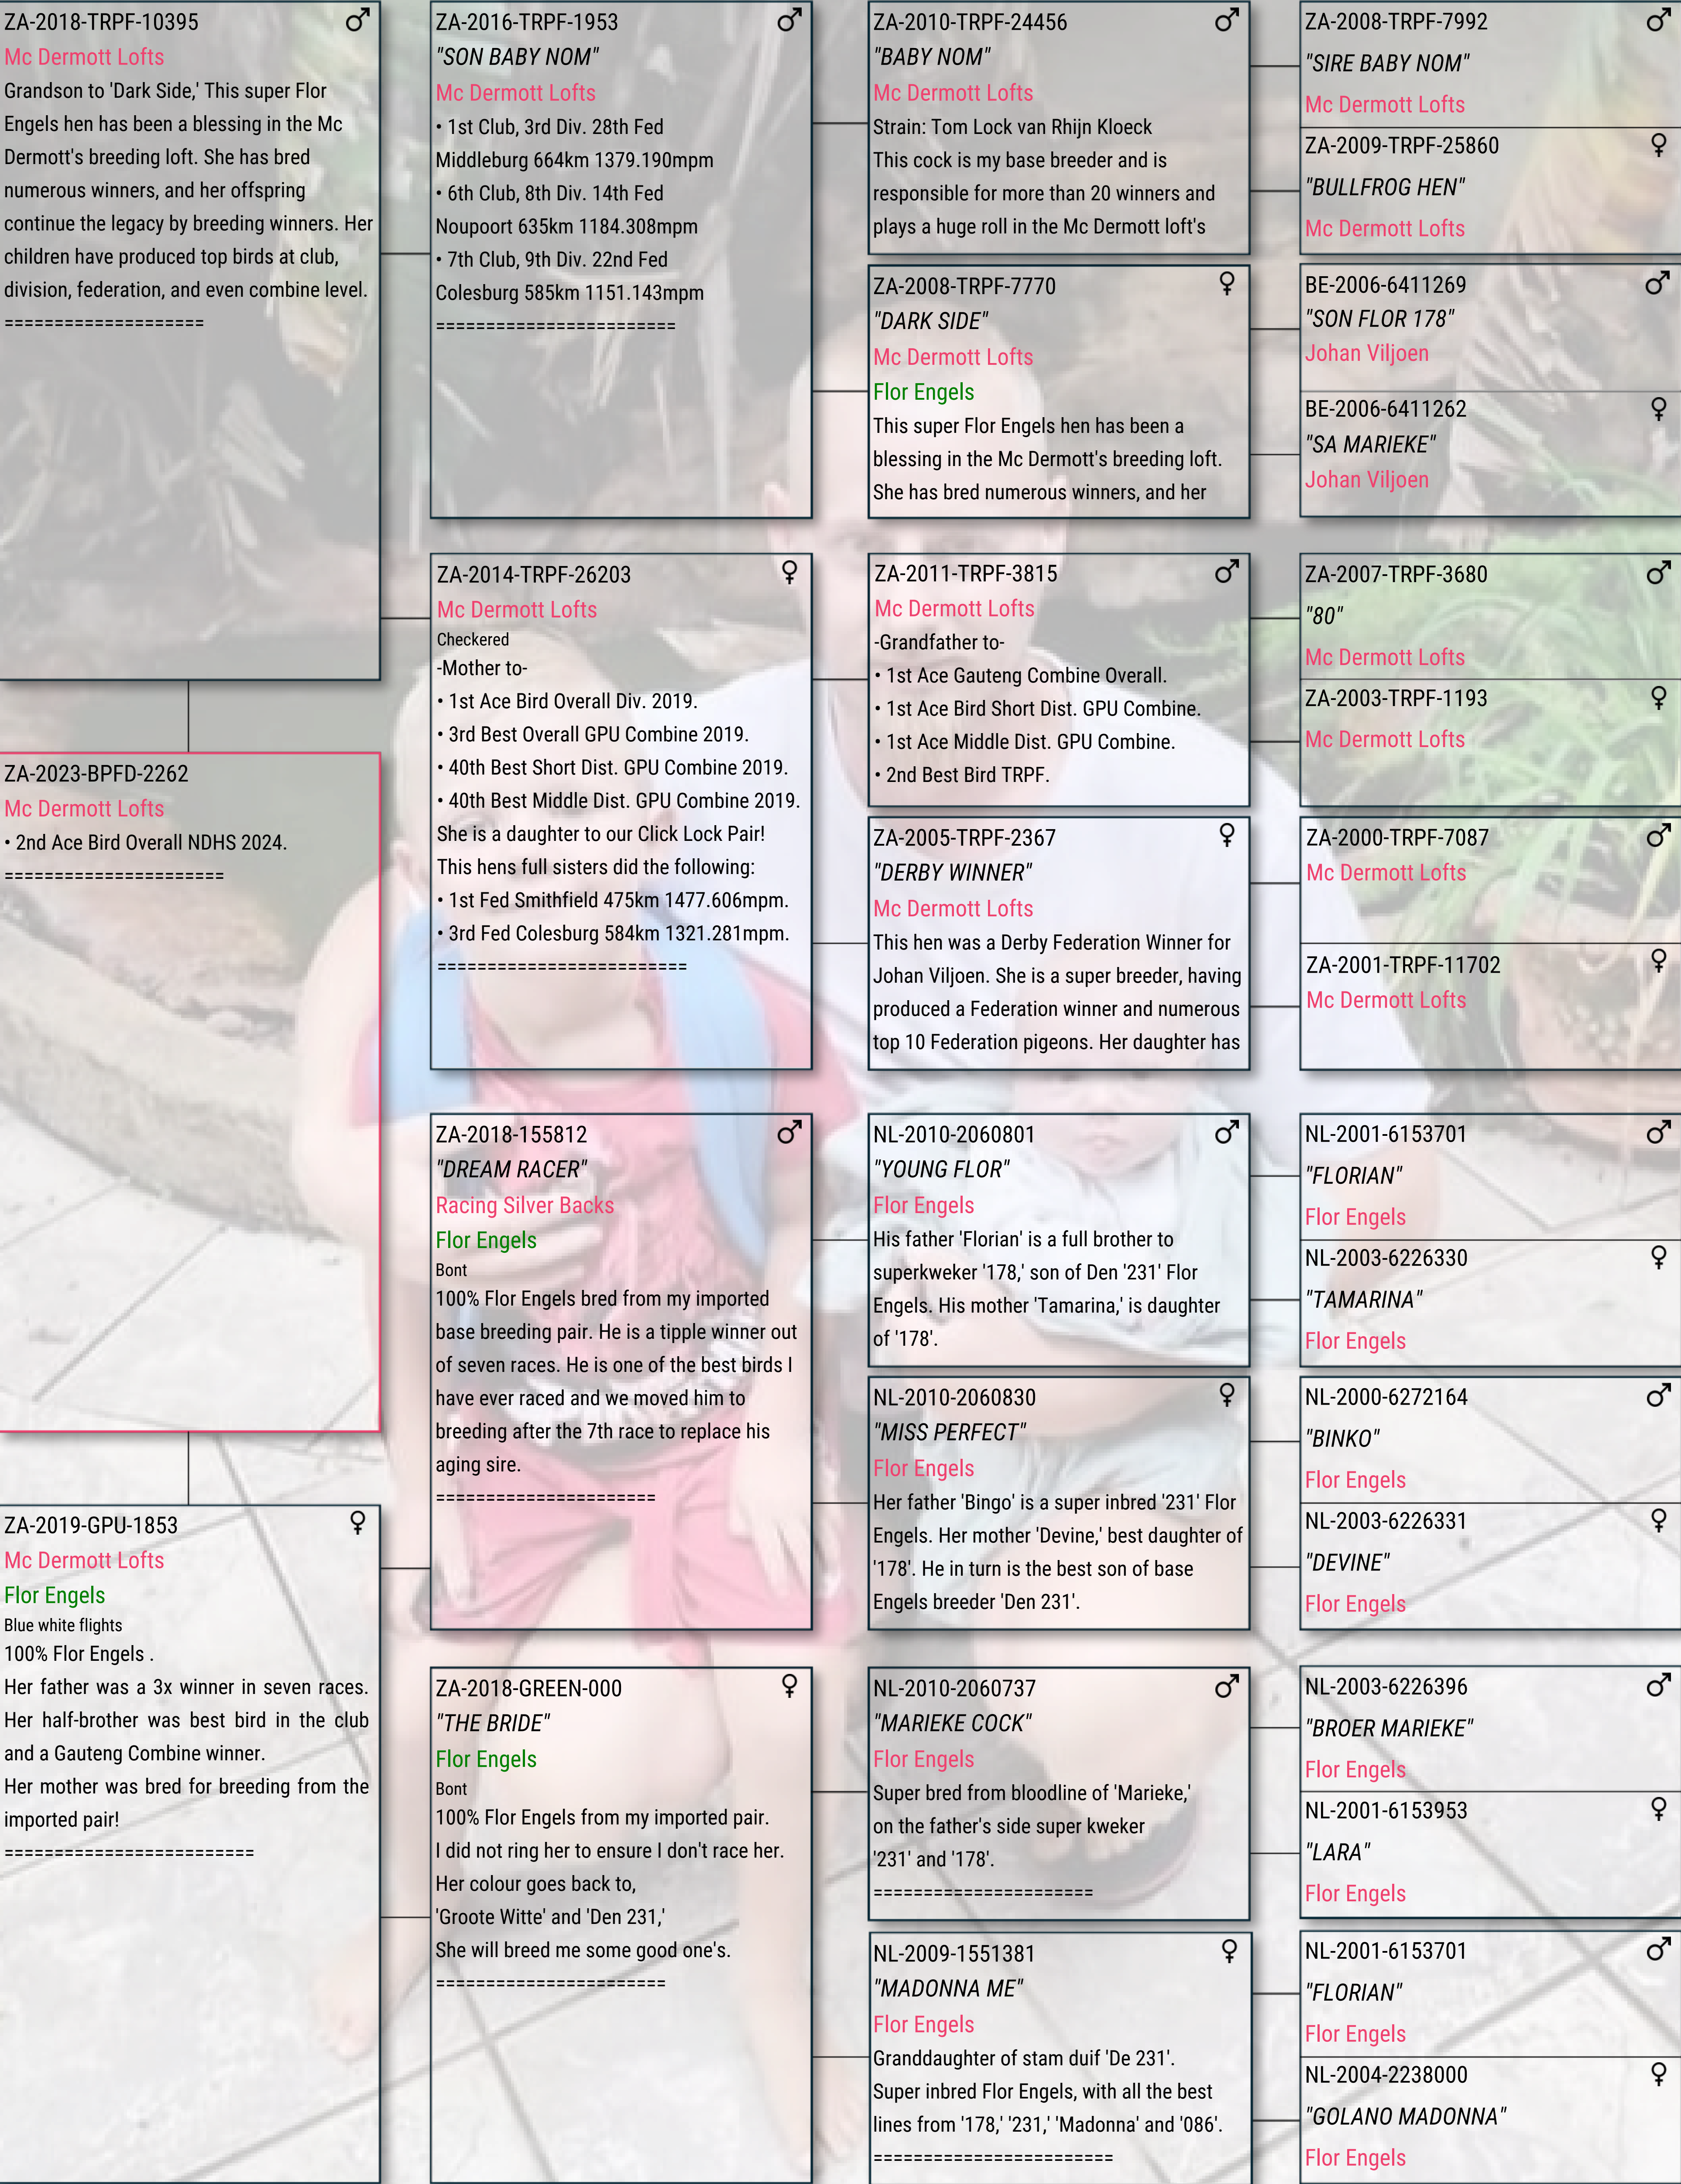 ZA-2018-TRPF-10395 ♂
Mc Dermott Lofts
Grandson to 'Dark Side,' This super Flor
Engels hen has been a blessing in the Mc
Dermott's breeding loft. She has bred
numerous winners, and her offspring
continue the legacy by breeding winners. Her
children have produced top birds at club,
division, federation, and even combine level.
====================
ZA-2023-BPFD-2262
Mc Dermott Lofts
• 2nd Ace Bird Overall NDHS 2024.
======================
ZA-2019-GPU-1853 ♀
Mc Dermott Lofts
Flor Engels
Blue white flights
100% Flor Engels .
Her father was a 3x winner in seven races.
Her half-brother was best bird in the club
and a Gauteng Combine winner.
Her mother was bred for breeding from the
imported pair!
=========================
ZA-2016-TRPF-1953 ♂
"SON BABY NOM"
Mc Dermott Lofts
• 1st Club, 3rd Div. 28th Fed
Middleburg 664km 1379.190mpm
• 6th Club, 8th Div. 14th Fed
Noupoort 635km 1184.308mpm
• 7th Club, 9th Div. 22nd Fed
Colesburg 585km 1151.143mpm
========================
ZA-2014-TRPF-26203 ♀
Mc Dermott Lofts
Checkered
-Mother to-
• 1st Ace Bird Overall Div. 2019.
• 3rd Best Overall GPU Combine 2019.
• 40th Best Short Dist. GPU Combine 2019.
• 40th Best Middle Dist. GPU Combine 2019.
She is a daughter to our Click Lock Pair!
This hens full sisters did the following:
• 1st Fed Smithfield 475km 1477.606mpm.
• 3rd Fed Colesburg 584km 1321.281mpm.
=========================
ZA-2018-155812 ♂
"DREAM RACER"
Racing Silver Backs
Flor Engels
Bont
100% Flor Engels bred from my imported
base breeding pair. He is a tipple winner out
of seven races. He is one of the best birds I
have ever raced and we moved him to
breeding after the 7th race to replace his
aging sire.
======================
ZA-2018-GREEN-000 ♀
"THE BRIDE"
Flor Engels
Bont
100% Flor Engels from my imported pair.
I did not ring her to ensure I don't race her.
Her colour goes back to,
'Groote Witte' and 'Den 231,'
She will breed me some good one's.
=======================
ZA-2010-TRPF-24456 ♂
"BABY NOM"
Mc Dermott Lofts
Strain: Tom Lock van Rhijn Kloeck
This cock is my base breeder and is
responsible for more than 20 winners and
plays a huge roll in the Mc Dermott loft's
ZA-2008-TRPF-7770 ♀
"DARK SIDE"
Mc Dermott Lofts
Flor Engels
This super Flor Engels hen has been a
blessing in the Mc Dermott's breeding loft.
She has bred numerous winners, and her
ZA-2011-TRPF-3815 ♂
Mc Dermott Lofts
-Grandfather to-
• 1st Ace Gauteng Combine Overall.
• 1st Ace Bird Short Dist. GPU Combine.
• 1st Ace Middle Dist. GPU Combine.
• 2nd Best Bird TRPF.
ZA-2005-TRPF-2367 ♀
"DERBY WINNER"
Mc Dermott Lofts
This hen was a Derby Federation Winner for
Johan Viljoen. She is a super breeder, having
produced a Federation winner and numerous
top 10 Federation pigeons. Her daughter has
NL-2010-2060801 ♂
"YOUNG FLOR"
Flor Engels
His father 'Florian' is a full brother to
superkweker '178,' son of Den '231' Flor
Engels. His mother 'Tamarina,' is daughter
of '178'.
NL-2010-2060830 ♀
"MISS PERFECT"
Flor Engels
Her father 'Bingo' is a super inbred '231' Flor
Engels. Her mother 'Devine,' best daughter of
'178'. He in turn is the best son of base
Engels breeder 'Den 231'.
NL-2010-2060737 ♂
"MARIEKE COCK"
Flor Engels
Super bred from bloodline of 'Marieke,'
on the father's side super kweker
'231' and '178'.
======================
NL-2009-1551381 ♀
"MADONNA ME"
Flor Engels
Granddaughter of stam duif 'De 231'.
Super inbred Flor Engels, with all the best
lines from '178,' '231,' 'Madonna' and '086'.
========================
ZA-2008-TRPF-7992 ♂
"SIRE BABY NOM"
Mc Dermott Lofts
ZA-2009-TRPF-25860 ♀
"BULLFROG HEN"
Mc Dermott Lofts
BE-2006-6411269 ♂
"SON FLOR 178"
Johan Viljoen
BE-2006-6411262 ♀
"SA MARIEKE"
Johan Viljoen
ZA-2007-TRPF-3680 ♂
"80"
Mc Dermott Lofts
ZA-2003-TRPF-1193 ♀
Mc Dermott Lofts
ZA-2000-TRPF-7087 ♂
Mc Dermott Lofts
ZA-2001-TRPF-11702 ♀
Mc Dermott Lofts
NL-2001-6153701 ♂
"FLORIAN"
Flor Engels
NL-2003-6226330 ♀
"TAMARINA"
Flor Engels
NL-2000-6272164 ♂
"BINKO"
Flor Engels
NL-2003-6226331 ♀
"DEVINE"
Flor Engels
NL-2003-6226396 ♂
"BROER MARIEKE"
Flor Engels
NL-2001-6153953 ♀
"LARA"
Flor Engels
NL-2001-6153701 ♂
"FLORIAN"
Flor Engels
NL-2004-2238000 ♀
"GOLANO MADONNA"
Flor Engels